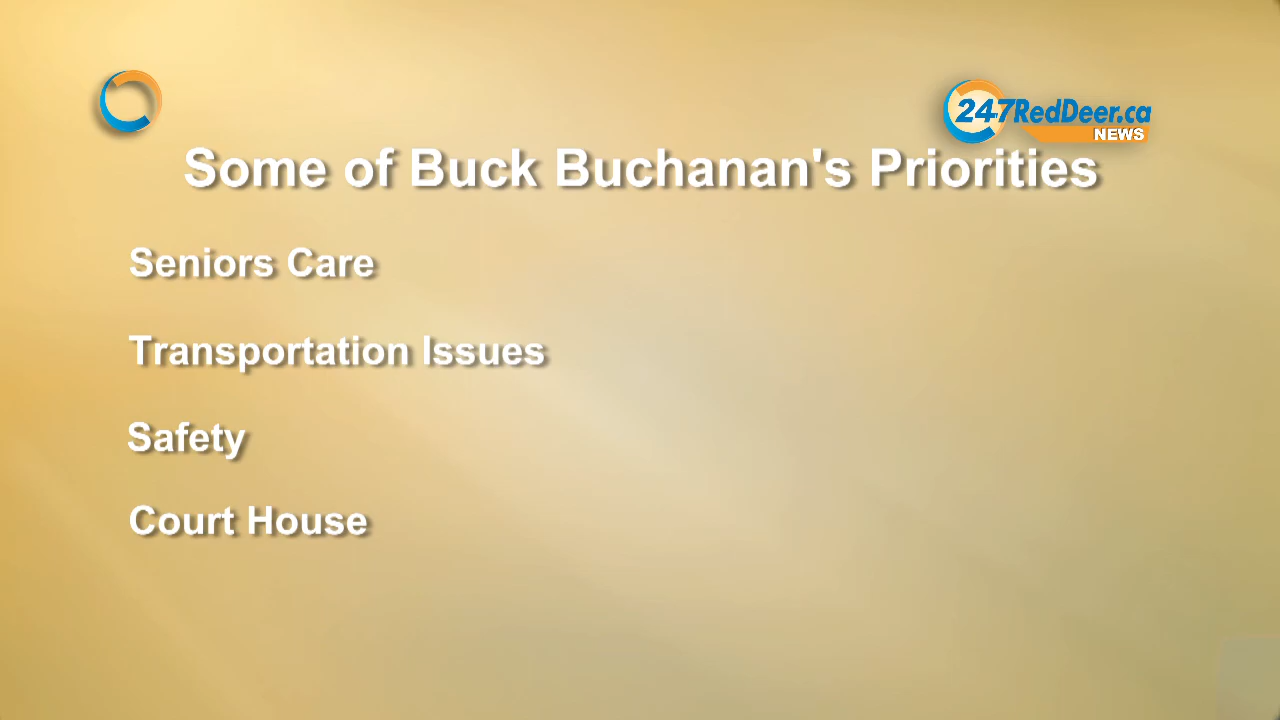 247RedDeer.ca
NEWS
Some of Buck Buchanan's Priorities
Seniors Care
Transportation Issues
Safety
Court House